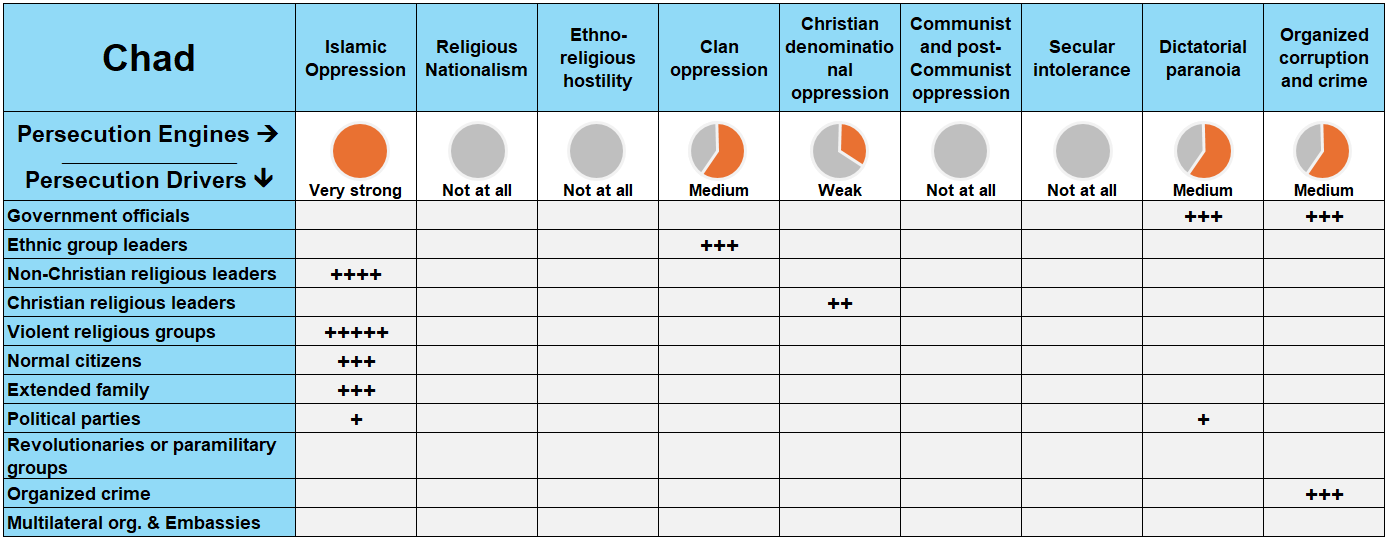 Chad
Islamic
Oppression
Religious
Nationalism
Ethno-
religious
hostility
Clan
oppression
Christian
denominatio
nal
oppression
Communist
and post-
Communist
oppression
Secular
intolerance
Dictatorial
paranoia
Organized
corruption
and crime
Persecution Engines →
Persecution Drivers ↓
Very strong
Not at all
Not at all
Medium
Weak
Not at all
Not at all
Medium
Medium
Government officials +++ +++
Ethnic group leaders +++
Non-Christian religious leaders ++++
Christian religious leaders ++
Violent religious groups +++++
Normal citizens +++
Extended family +++
Political parties + +
Revolutionaries or paramilitary
groups
Organized crime +++
Multilateral org. & Embassies